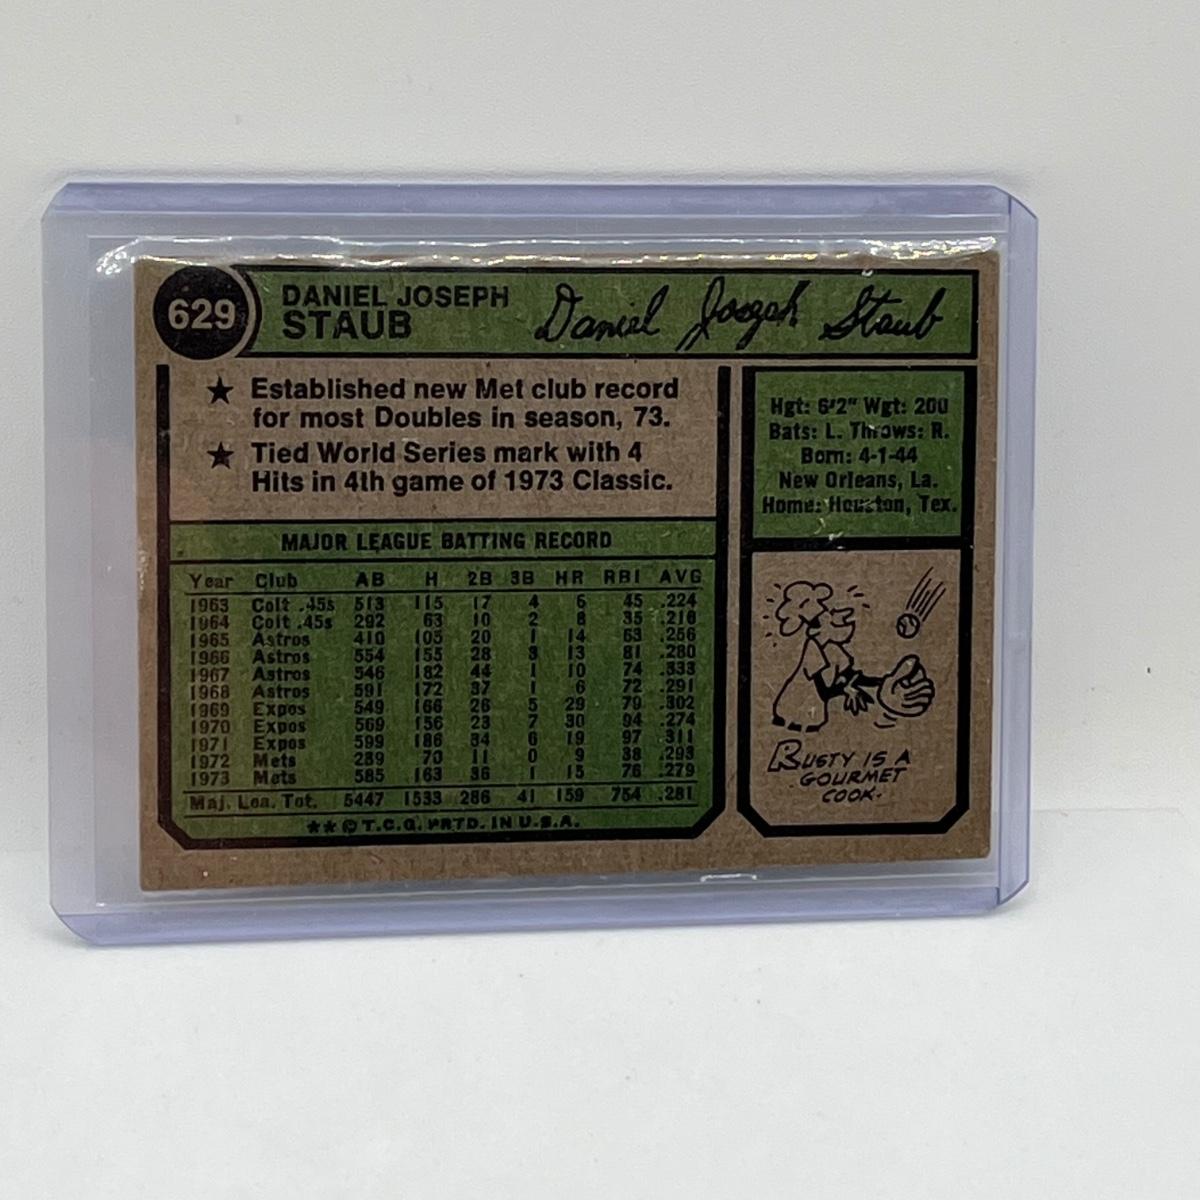 629
DANIEL JOSEPH
STAUB
Daniel Joseph Staub
★ Established new Met club record
for most Doubles in season, 73.
★ Tied World Series mark with 4
Hits in 4th game of 1973 Classic.
Hgt: 6'2" Wgt: 200
Bats: L. Throws: R.
Born: 4-1-44
New Orleans, La.
Home: Houston, Tex.
MAJOR LEAGUE BATTING RECORD
Year Club AB H 2B 3B HR RBI AVG
1963 Colt .45s 513 115 17 4 6 45 .224
1964 Colt .45s 292 63 10 2 8 35 .216
1965 Astros 410 105 20 1 14 63 .256
1966 Astros 554 155 28 3 13 81 .280
1967 Astros 546 182 44 1 10 74 .333
1968 Astros 591 172 37 1 6 72 .291
1969 Expos 549 166 26 5 29 79 .302
1970 Expos 569 156 23 7 30 94 .274
1971 Expos 599 186 34 6 19 97 .311
1972 Mets 239 70 11 0 9 38 .293
1973 Mets 585 163 36 1 15 76 .279
Maj. Lea. Tot. 5447 1533 286 41 159 754 .281
★★ © T.C.G. PRTD. IN U.S.A.
RUSTY IS A
GOURMET
COOK.